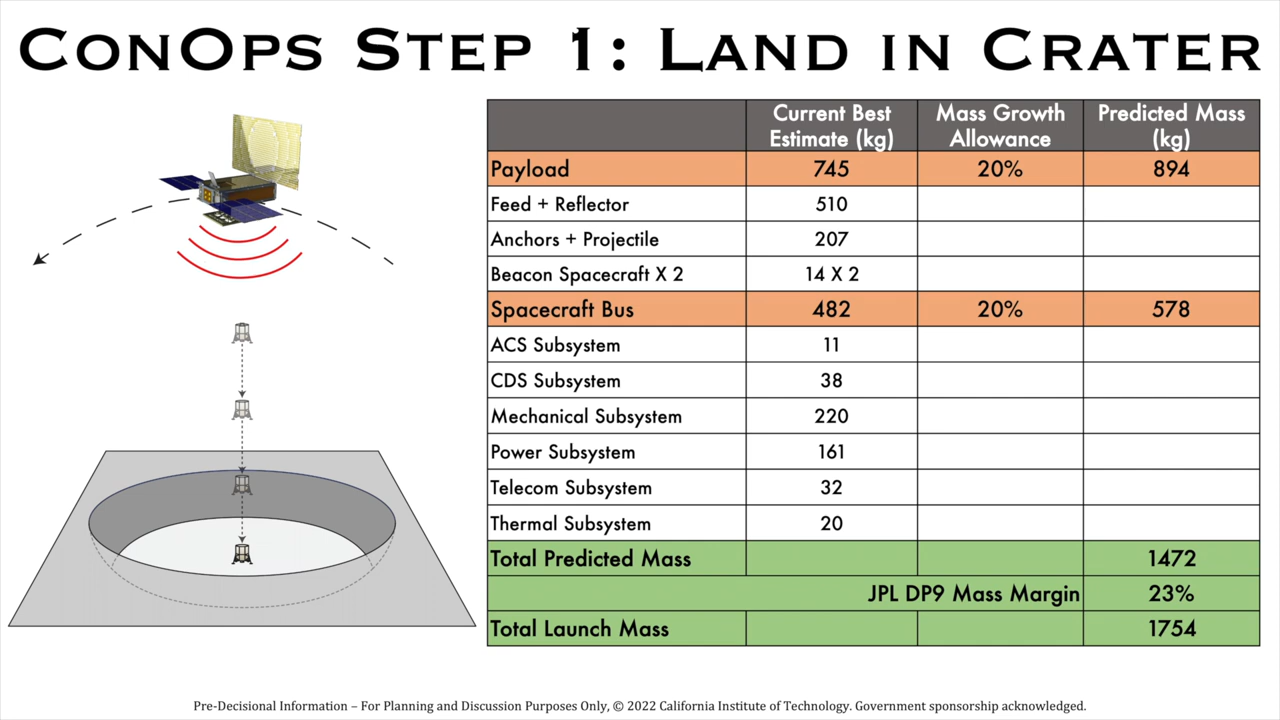 CONOPS STEP 1: LAND IN CRATER
Current Best Estimate (kg) Mass Growth Allowance Predicted Mass (kg)
Payload 745 20% 894
Feed + Reflector 510
Anchors + Projectile 207
Beacon Spacecraft X 2 14 X 2
Spacecraft Bus 482 20% 578
ACS Subsystem 11
CDS Subsystem 38
Mechanical Subsystem 220
Power Subsystem 161
Telecom Subsystem 32
Thermal Subsystem 20
Total Predicted Mass 1472
JPL DP9 Mass Margin 23%
Total Launch Mass 1754
Pre-Decisional Information – For Planning and Discussion Purposes Only, © 2022 California Institute of Technology. Government sponsorship acknowledged.